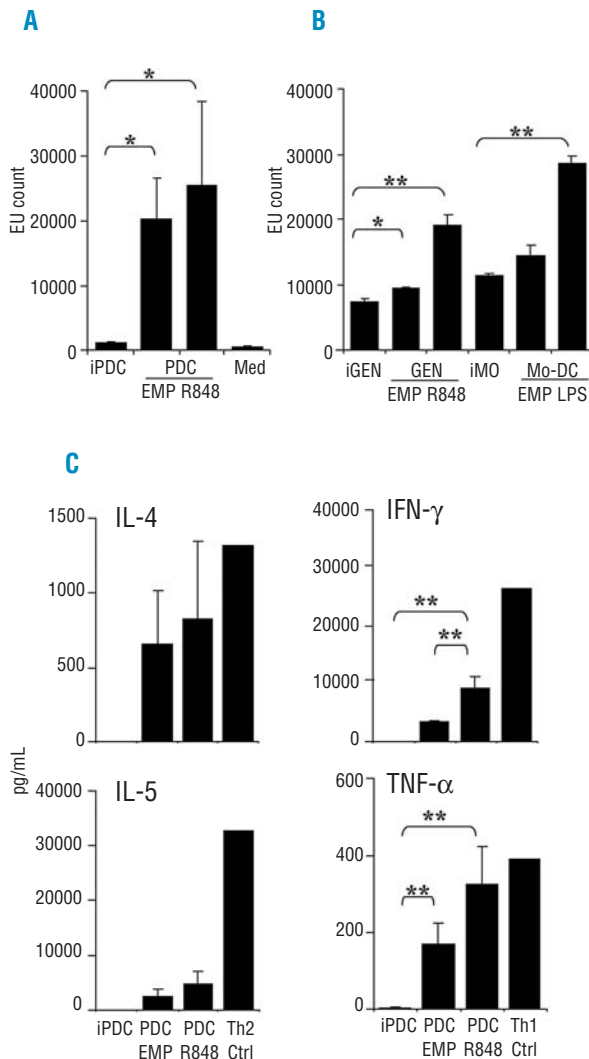 A
EU count
40000
30000
20000
10000
0
*
*
iPDC PDC Med
EMP R848
B
EU count
40000
30000
20000
10000
0
**
**
*
iGEN GEN iMO Mo-DC
EMP R848 EMP LPS
C
pg/mL
IL-4
1500
1000
500
0
IFN-γ
40000
30000
20000
10000
0
**
**
IL-5
40000
30000
10000
0
iPDC PDC PDC Th2
EMP R848 Ctrl
TNF-α
600
400
200
0
**
**
iPDC PDC PDC Th1
EMP R848 Ctrl